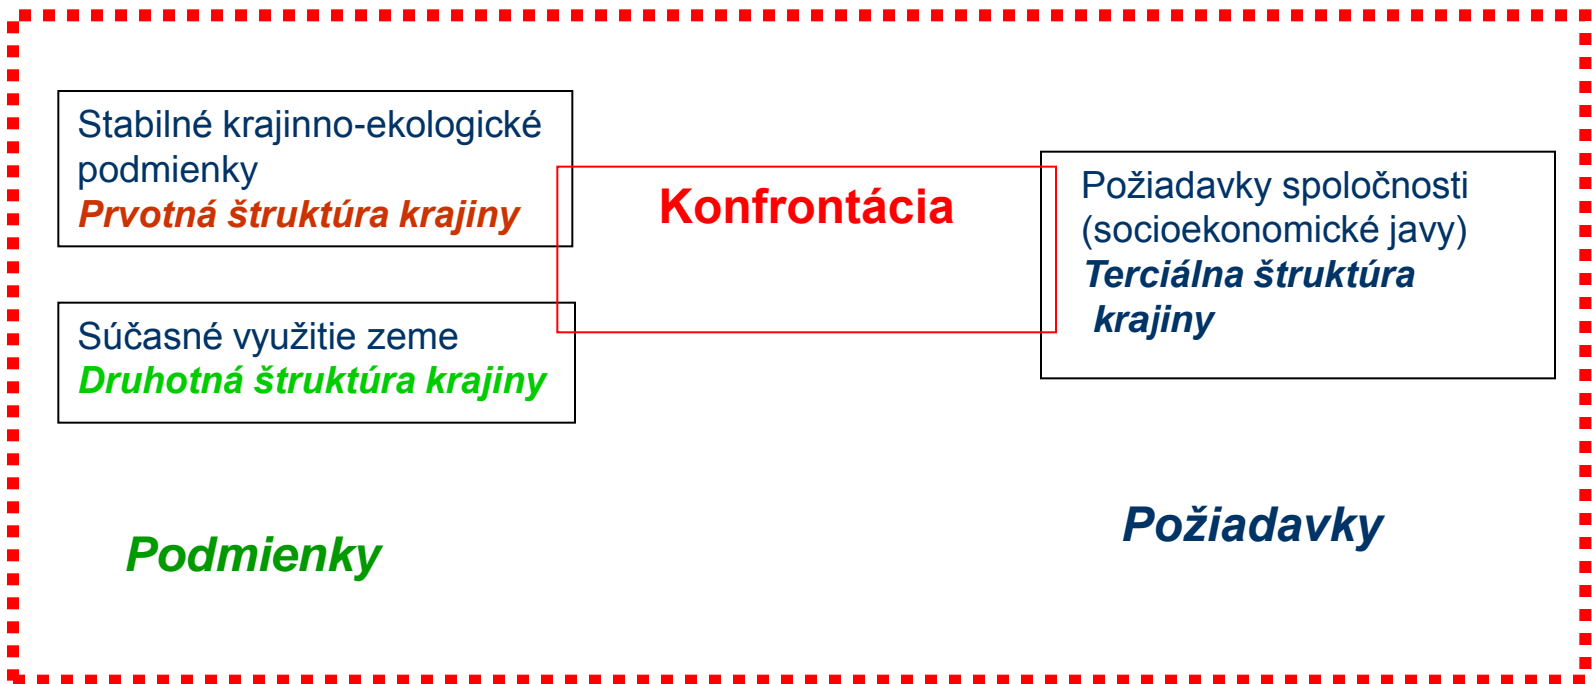 Stabilné krajinno-ekologické
podmienky
Prvotná štruktúra krajiny
Súčasné využitie zeme
Druhotná štruktúra krajiny
Konfrontácia
Požiadavky spoločnosti
(socioekonomické javy)
Terciálna štruktúra
krajiny
Podmienky
Požiadavky